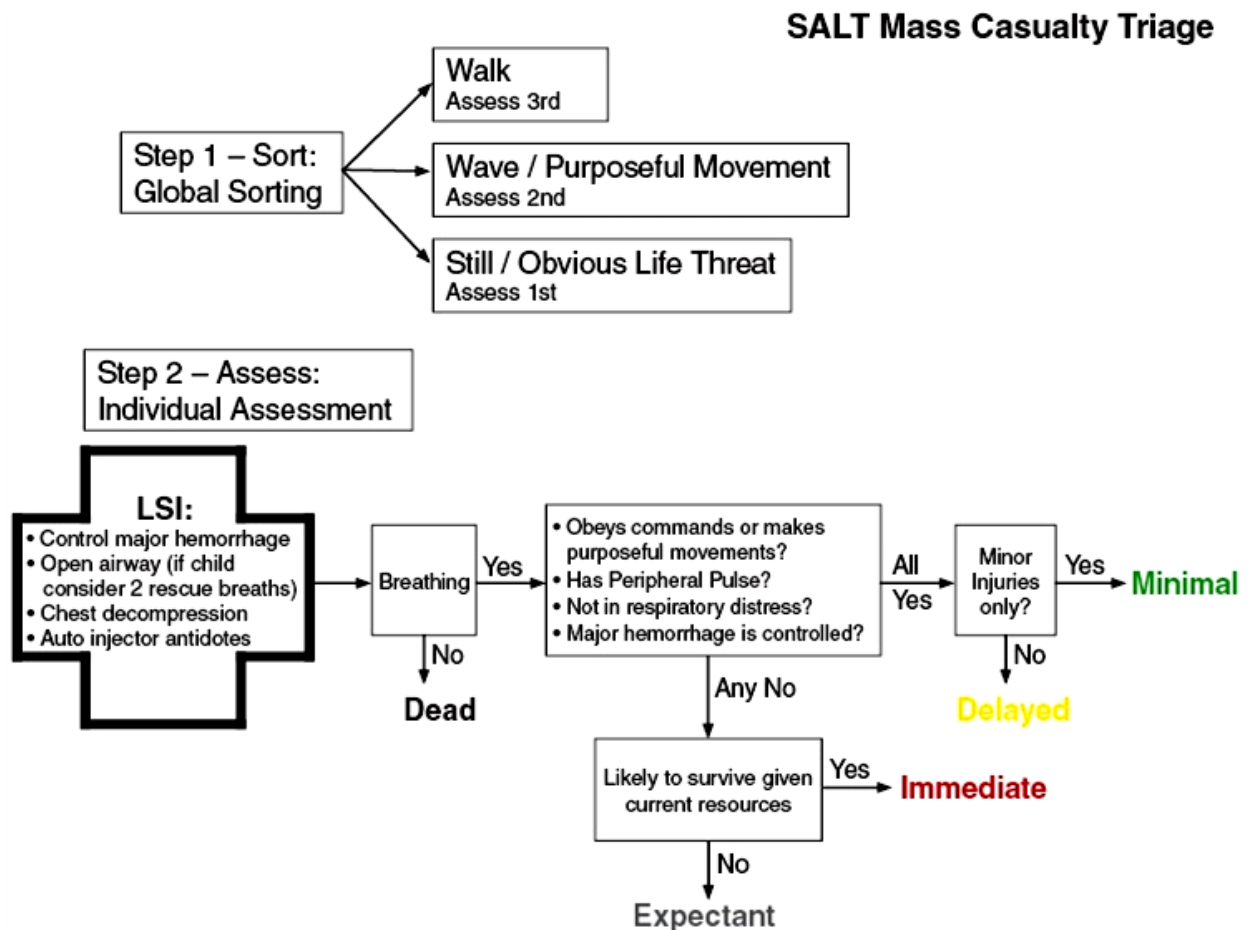 SALT Mass Casualty Triage
Walk
Assess 3rd
Step 1 – Sort:
Global Sorting
Wave / Purposeful Movement
Assess 2nd
Still / Obvious Life Threat
Assess 1st
Step 2 – Assess:
Individual Assessment
LSI:
• Control major hemorrhage
• Open airway (if child
consider 2 rescue breaths)
• Chest decompression
• Auto injector antidotes
Breathing
Yes
No
Dead
• Obeys commands or makes
purposeful movements?
• Has Peripheral Pulse?
• Not in respiratory distress?
• Major hemorrhage is controlled?
All
Yes
Minor
Injuries
only?
Yes
Minimal
No
Delayed
Any No
Likely to survive given
current resources
Yes
Immediate
No
Expectant